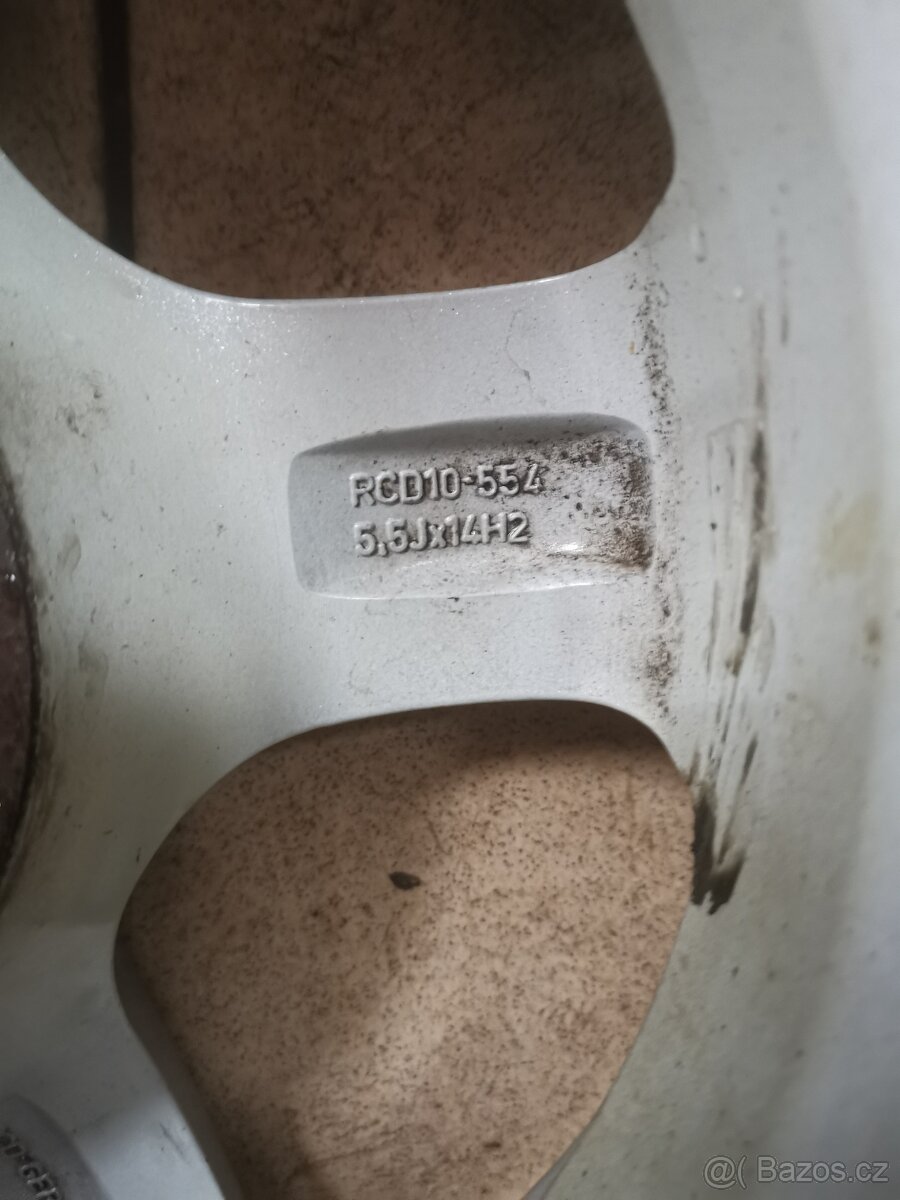 RCD10-554
5,5Jx14H2
@( Bazos.cz